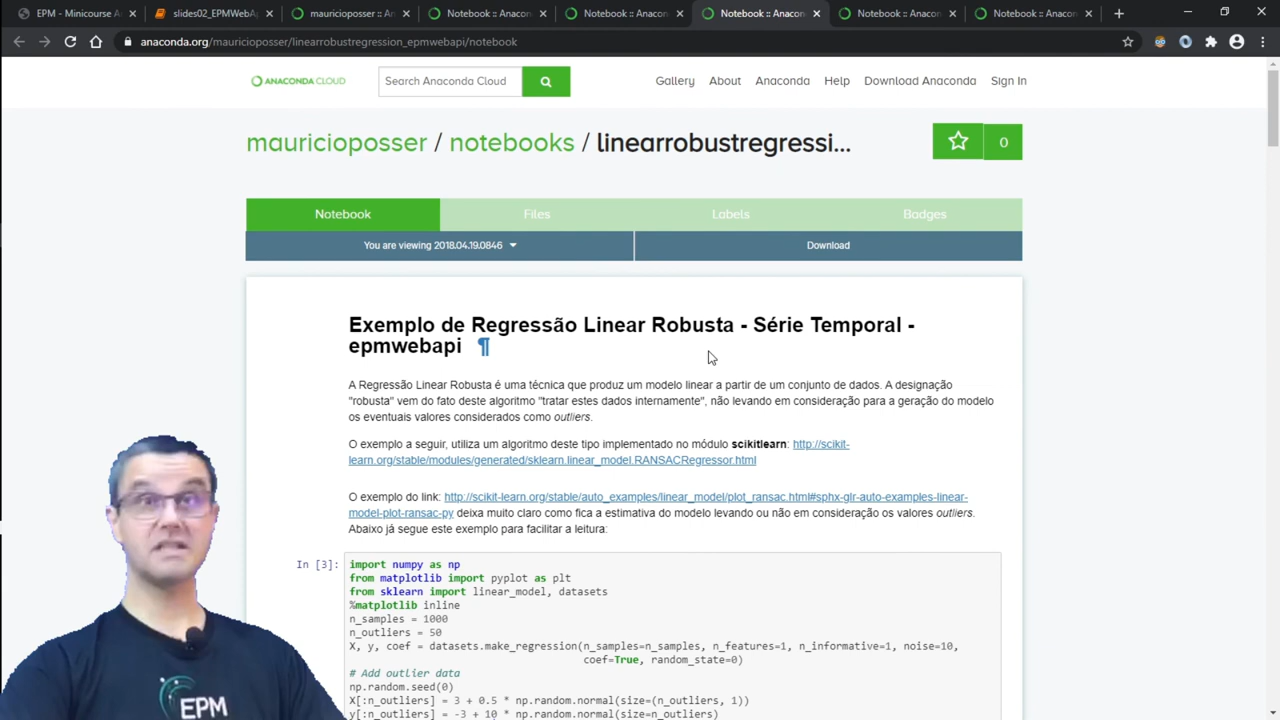 EPM - Minicourse A
slides02_EPMWebAp
mauricioposser :: An
Notebook :: Anacon
Notebook :: Anacon
Notebook :: Anacon
Notebook :: Anacon
Notebook :: Anacon
anaconda.org/mauricioposser/linearrobustregression_epmwebapi/notebook
ANACONDA CLOUD
Search Anaconda Cloud
Gallery About Anaconda Help Download Anaconda Sign In
mauricioposser / notebooks / linearrobustregressi...
0
Notebook Files Labels Badges
You are viewing 2018.04.19.0846
Download
Exemplo de Regressão Linear Robusta - Série Temporal -
epmwebapi ¶
A Regressão Linear Robusta é uma técnica que produz um modelo linear a partir de um conjunto de dados. A designação
"robusta" vem do fato deste algoritmo "tratar estes dados internamente", não levando em consideração para a geração do modelo
os eventuais valores considerados como outliers.
O exemplo a seguir, utiliza um algoritmo deste tipo implementado no módulo scikitlearn: http://scikit-
learn.org/stable/modules/generated/sklearn.linear_model.RANSACRegressor.html
O exemplo do link: http://scikit-learn.org/stable/auto_examples/linear_model/plot_ransac.html#sphx-glr-auto-examples-linear-
model-plot-ransac-py deixa muito claro como fica a estimativa do modelo levando ou não em consideração os valores outliers.
Abaixo já segue este exemplo para facilitar a leitura:
In [3]:
import numpy as np
from matplotlib import pyplot as plt
from sklearn import linear_model, datasets
%matplotlib inline
n_samples = 1000
n_outliers = 50
X, y, coef = datasets.make_regression(n_samples=n_samples, n_features=1, n_informative=1, noise=10,
coef=True, random_state=0)
# Add outlier data
np.random.seed(0)
X[:n_outliers] = 3 + 0.5 * np.random.normal(size=(n_outliers, 1))
y[:n_outliers] = -3 + 10 * np.random.normal(size=n_outliers)
EPM